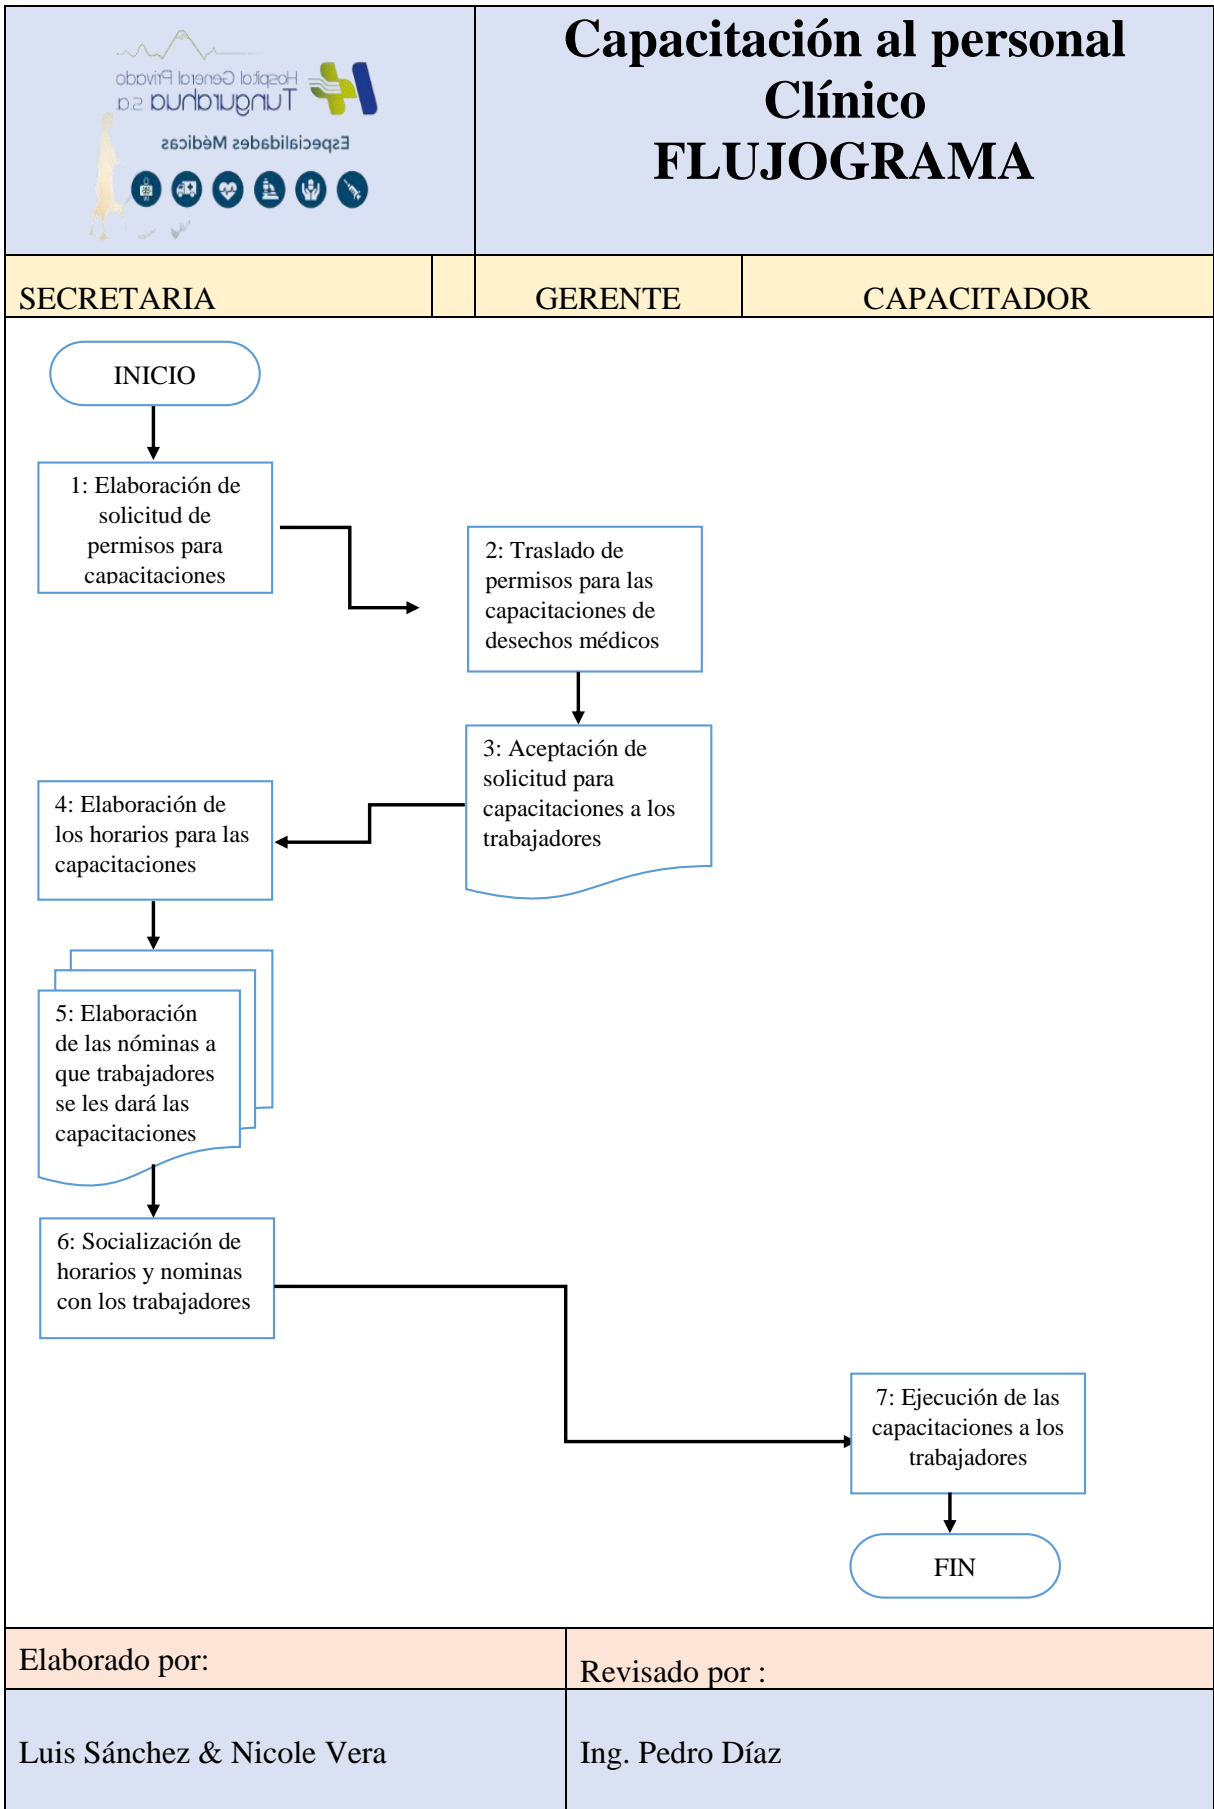 Hospital General Privado
Tungurahua s.a
Especialidades Médicas
Capacitación al personal
Clínico
FLUJOGRAMA
SECRETARIA
GERENTE
CAPACITADOR
INICIO
1: Elaboración de
solicitud de
permisos para
capacitaciones
2: Traslado de
permisos para las
capacitaciones de
desechos médicos
3: Aceptación de
solicitud para
capacitaciones a los
trabajadores
4: Elaboración de
los horarios para las
capacitaciones
5: Elaboración
de las nóminas a
que trabajadores
se les dará las
capacitaciones
6: Socialización de
horarios y nominas
con los trabajadores
7: Ejecución de las
capacitaciones a los
trabajadores
FIN
Elaborado por:
Revisado por :
Luis Sánchez & Nicole Vera
Ing. Pedro Díaz